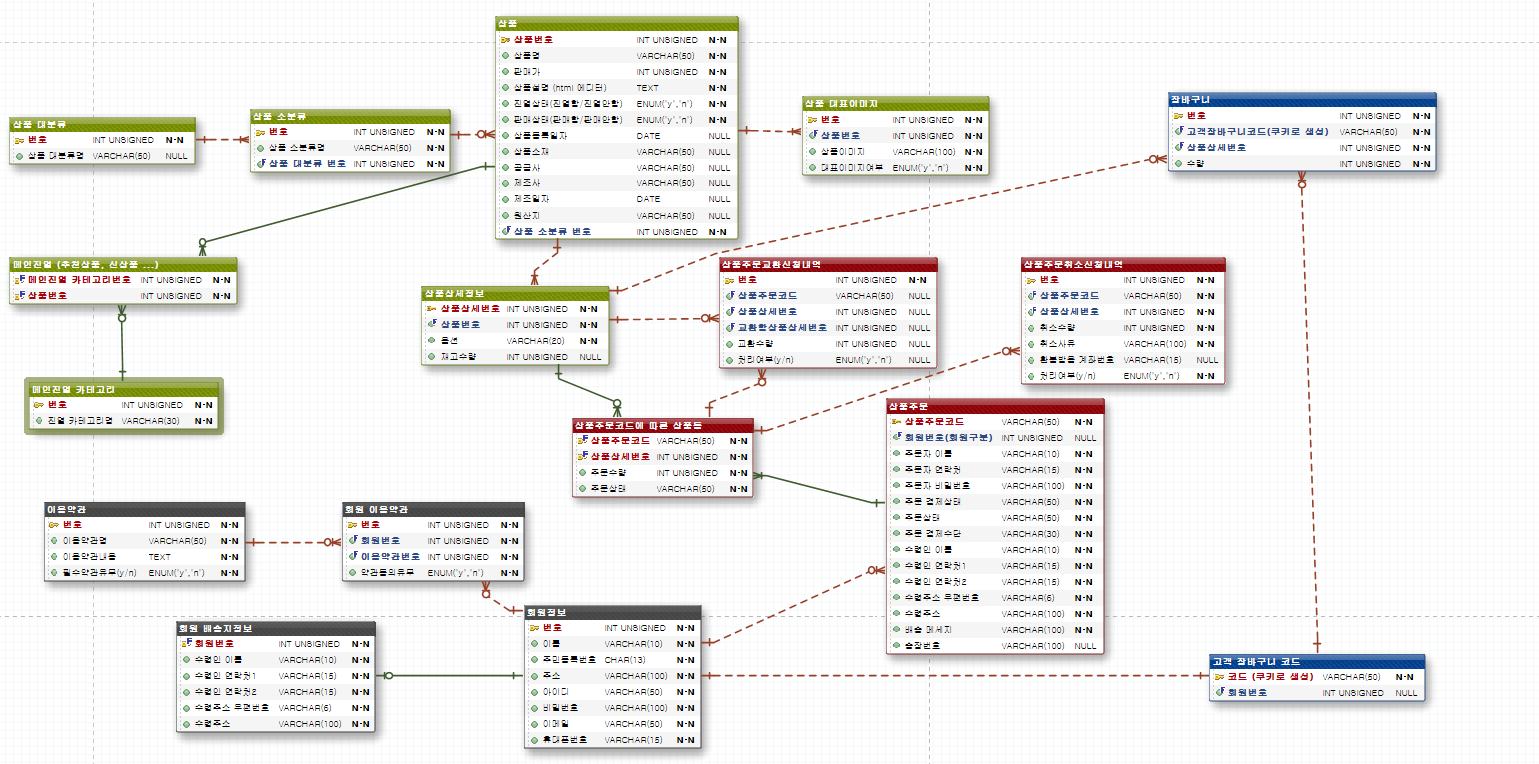 상품
상품번호 INT UNSIGNED N-N
상품명 VARCHAR(50) N-N
판매가 INT UNSIGNED N-N
상품설명 (html 에디터) TEXT N-N
진열상태(진열함/진열안함) ENUM('y','n') N-N
판매상태(판매함/판매안함) ENUM('y','n') N-N
상품등록일자 DATE NULL
상품소재 VARCHAR(50) NULL
공급사 VARCHAR(50) NULL
제조사 VARCHAR(50) NULL
제조일자 DATE NULL
원산지 VARCHAR(50) NULL
상품 소분류 번호 INT UNSIGNED N-N
상품 대분류
번호 INT UNSIGNED N-N
상품 대분류명 VARCHAR(50) NULL
상품 소분류
번호 INT UNSIGNED N-N
상품 소분류명 VARCHAR(50) N-N
상품 대분류 번호 INT UNSIGNED N-N
상품 대표이미지
번호 INT UNSIGNED N-N
상품번호 INT UNSIGNED N-N
상품이미지 VARCHAR(100) N-N
대표이미지여부 ENUM('y','n') N-N
장바구니
번호 INT UNSIGNED N-N
고객장바구니코드(쿠키로 생성) VARCHAR(50) N-N
상품상세번호 INT UNSIGNED N-N
수량 INT UNSIGNED N-N
메인진열 (추천상품, 신상품 ...)
메인진열 카테고리번호 INT UNSIGNED N-N
상품번호 INT UNSIGNED N-N
상품상세정보
상품상세번호 INT UNSIGNED N-N
상품번호 INT UNSIGNED N-N
옵션 VARCHAR(20) N-N
재고수량 INT UNSIGNED NULL
상품주문교환신청내역
번호 INT UNSIGNED N-N
상품주문코드 VARCHAR(50) NULL
상품상세번호 INT UNSIGNED NULL
교환할상품상세번호 INT UNSIGNED NULL
교환수량 INT UNSIGNED NULL
처리여부(y/n) ENUM('y','n') NULL
상품주문취소신청내역
번호 INT UNSIGNED N-N
상품주문코드 VARCHAR(50) N-N
상품상세번호 INT UNSIGNED N-N
취소수량 INT UNSIGNED N-N
취소사유 VARCHAR(100) N-N
환불받을 계좌번호 VARCHAR(15) NULL
처리여부(y/n) ENUM('y','n') N-N
메인진열 카테고리
번호 INT UNSIGNED N-N
진열 카테고리명 VARCHAR(30) N-N
상품주문코드에 따른 상품들
상품주문코드 VARCHAR(50) N-N
상품상세번호 INT UNSIGNED N-N
주문수량 INT UNSIGNED N-N
주문상태 VARCHAR(50) N-N
상품주문
상품주문코드 VARCHAR(50) N-N
회원번호(회원구분) INT UNSIGNED NULL
주문자 이름 VARCHAR(10) N-N
주문자 연락처 VARCHAR(15) N-N
주문자 비밀번호 VARCHAR(100) N-N
주문 결제상태 VARCHAR(50) N-N
주문상태 VARCHAR(50) N-N
주문 결제수단 VARCHAR(30) N-N
수령인 이름 VARCHAR(10) N-N
수령인 연락처1 VARCHAR(15) N-N
수령인 연락처2 VARCHAR(15) N-N
수령주소 우편번호 VARCHAR(6) N-N
수령주소 VARCHAR(100) N-N
배송 메세지 VARCHAR(100) N-N
송장번호 VARCHAR(100) NULL
이용약관
번호 INT UNSIGNED N-N
이용약관명 VARCHAR(50) N-N
이용약관내용 TEXT N-N
필수약관유무(y/n) ENUM('y','n') N-N
회원 이용약관
번호 INT UNSIGNED N-N
회원번호 INT UNSIGNED N-N
이용약관번호 INT UNSIGNED N-N
약관동의유무 ENUM('y','n') N-N
회원 배송지정보
회원번호 INT UNSIGNED N-N
수령인 이름 VARCHAR(10) N-N
수령인 연락처1 VARCHAR(15) N-N
수령인 연락처2 VARCHAR(15) N-N
수령주소 우편번호 VARCHAR(6) N-N
수령주소 VARCHAR(100) N-N
회원정보
번호 INT UNSIGNED N-N
이름 VARCHAR(10) N-N
주민등록번호 CHAR(13) N-N
주소 VARCHAR(100) N-N
아이디 VARCHAR(50) N-N
비밀번호 VARCHAR(100) N-N
이메일 VARCHAR(50) N-N
휴대폰번호 VARCHAR(15) N-N
고객 장바구니 코드
코드 (쿠키로 생성) VARCHAR(50) N-N
회원번호 INT UNSIGNED NULL